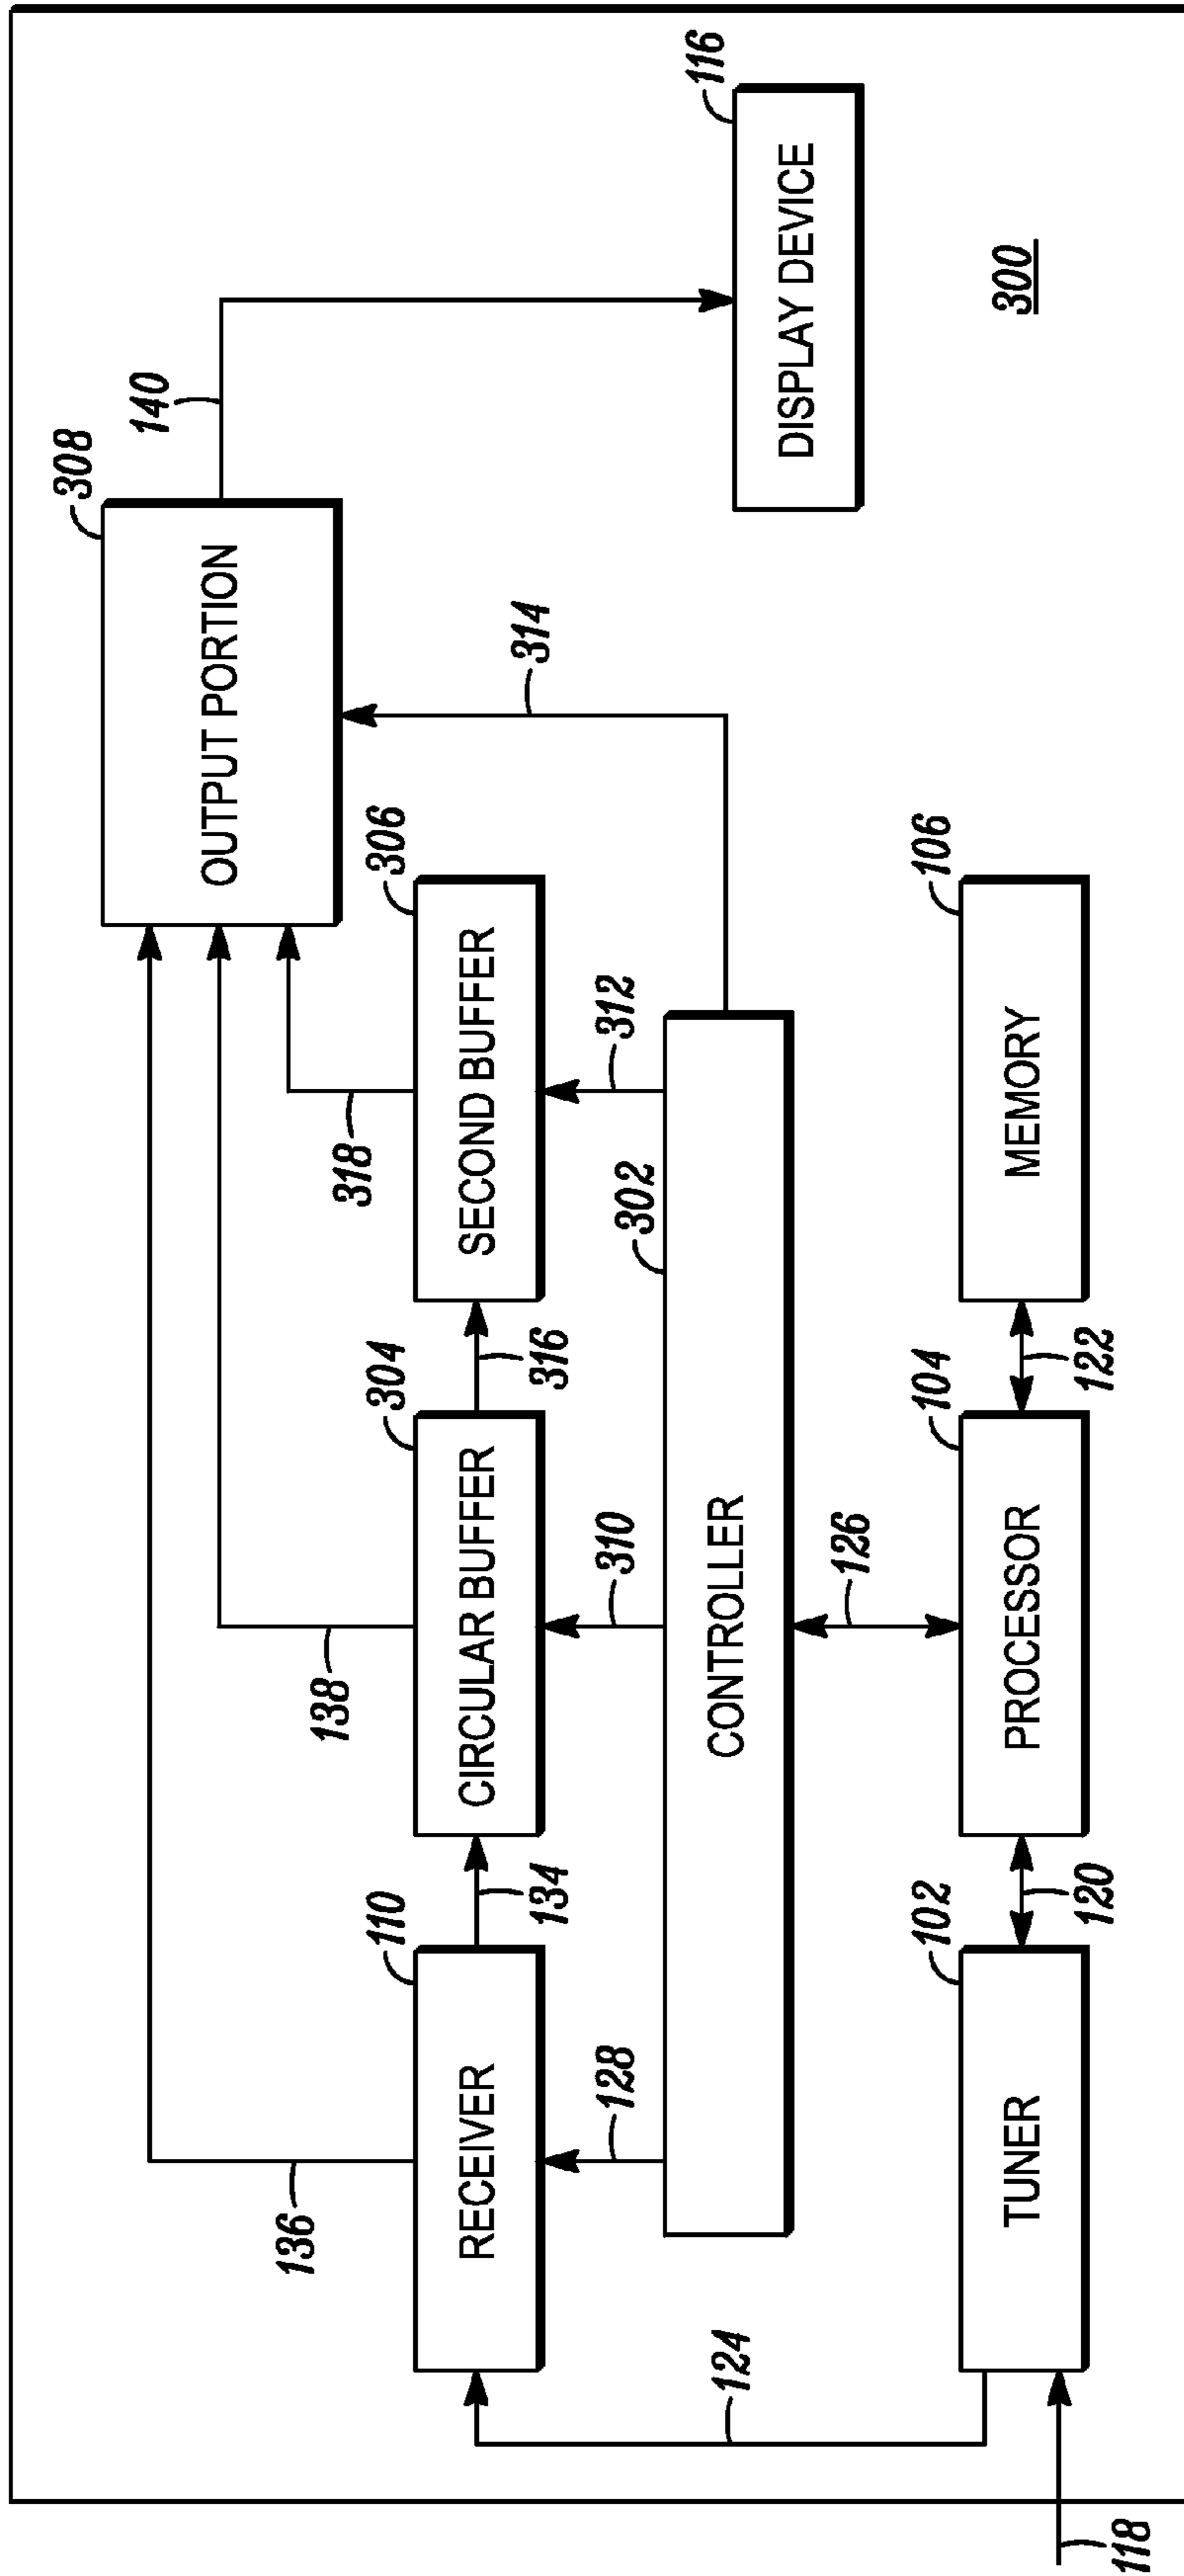 308
OUTPUT PORTION
140
136
138
318
110
RECEIVER
134
304
CIRCULAR BUFFER
316
306
SECOND BUFFER
314
116
DISPLAY DEVICE
128
310
302
312
CONTROLLER
124
126
102
TUNER
120
104
PROCESSOR
122
106
MEMORY
118
300